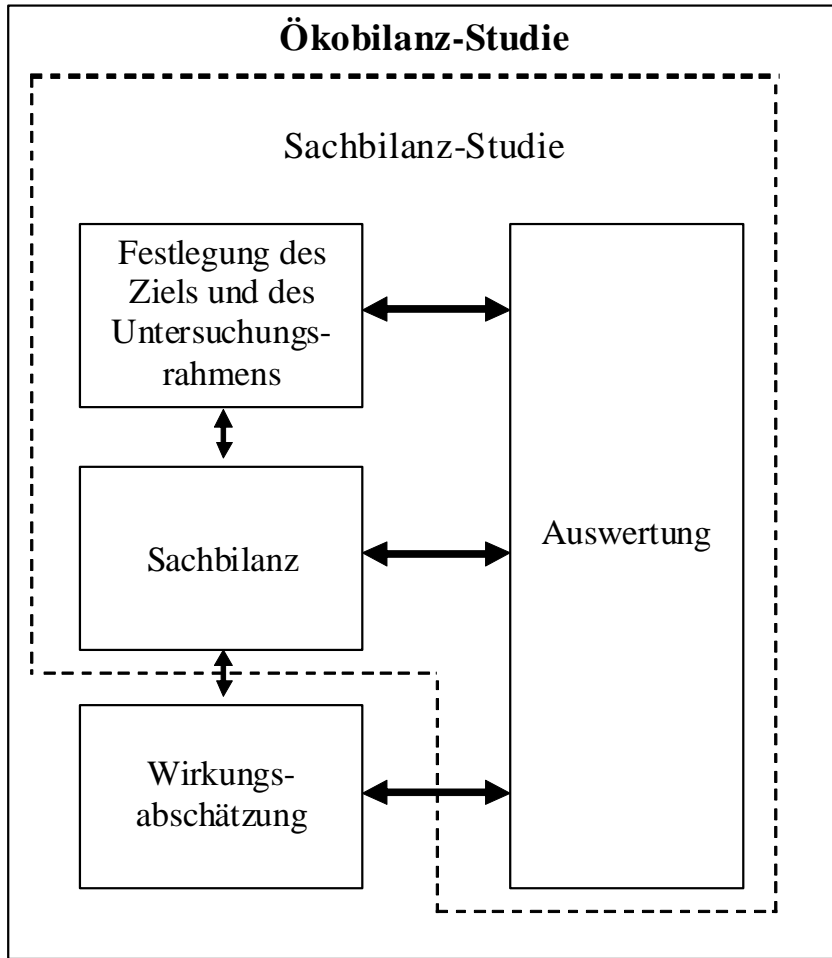 Ökobilanz-Studie
Sachbilanz-Studie
Festlegung des
Ziels und des
Untersuchungs-
rahmens
Sachbilanz
Auswertung
Wirkungs-
abschätzung